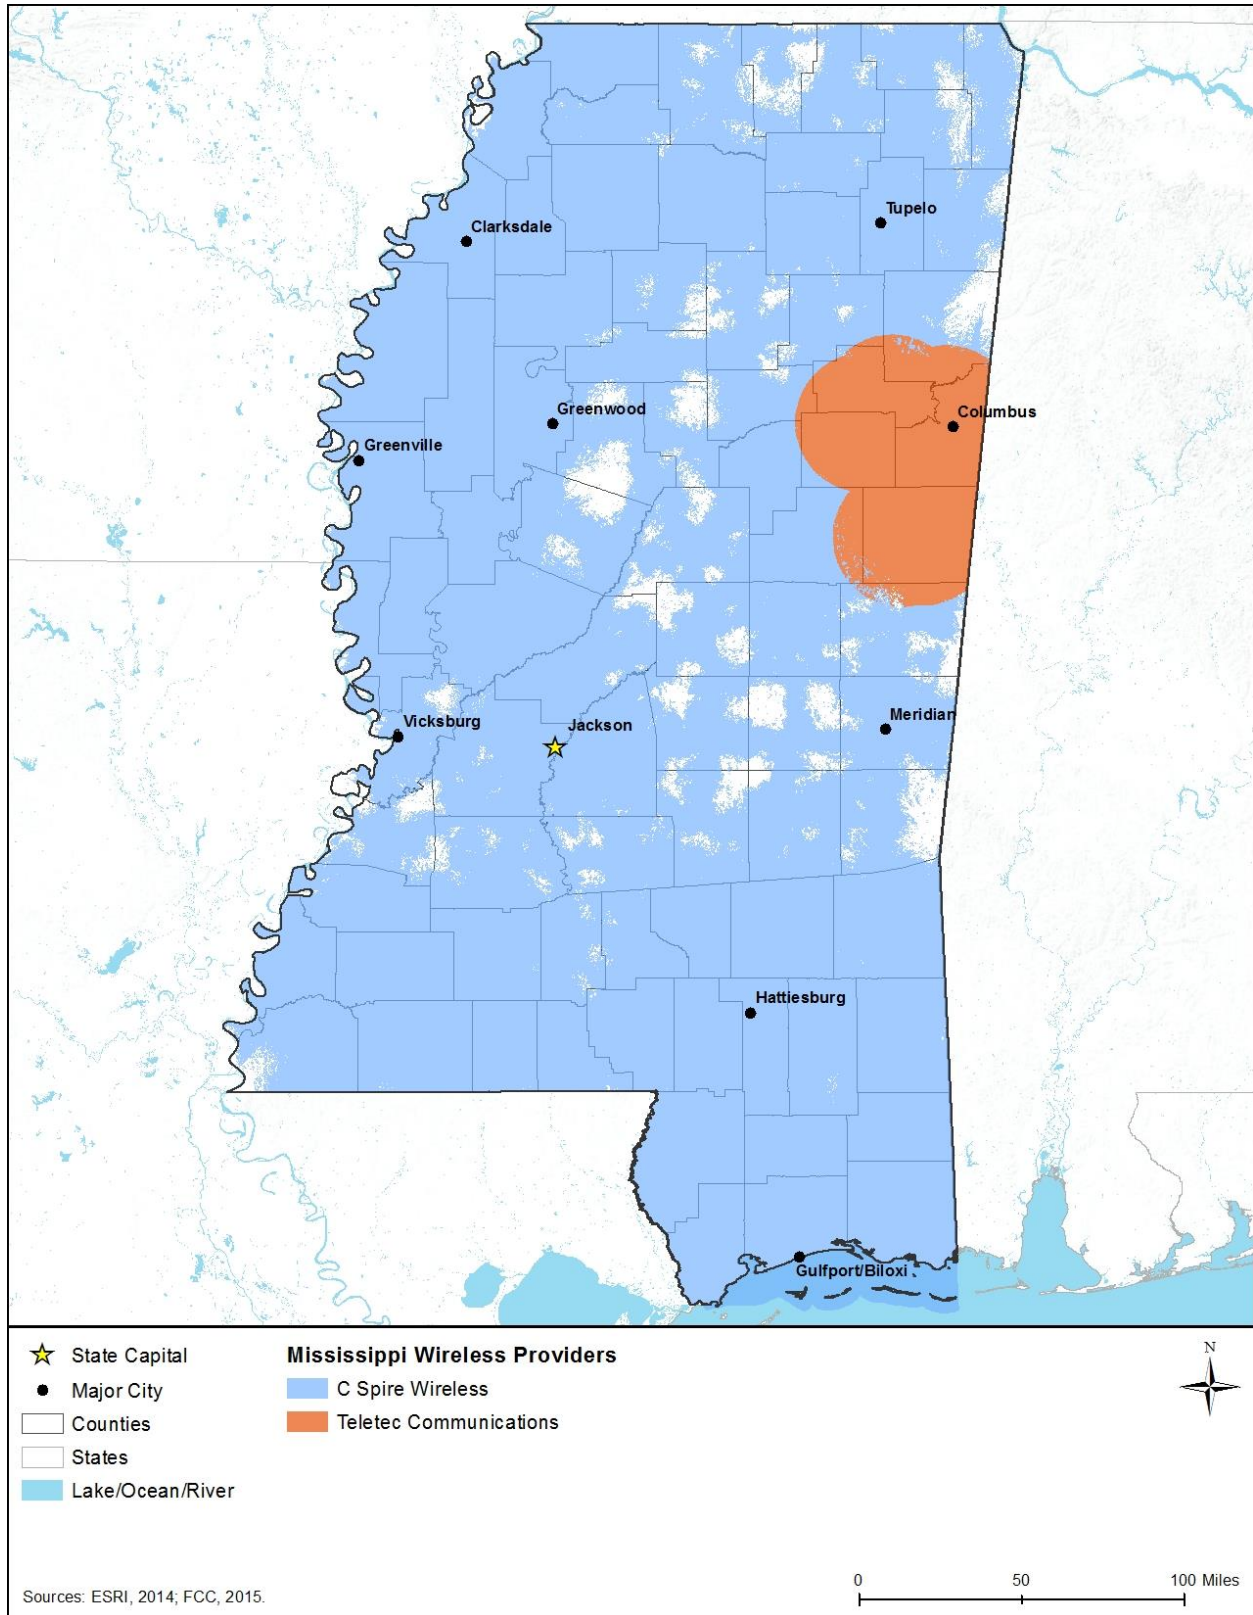 Tupelo
Clarksdale
Greenwood
Columbus
Greenville
Vicksburg
Jackson
Meridian
Hattiesburg
Gulfport/Biloxi
State Capital
Major City
Counties
States
Lake/Ocean/River
Mississippi Wireless Providers
C Spire Wireless
Teletec Communications
N
Sources: ESRI, 2014; FCC, 2015.
0 50 100 Miles